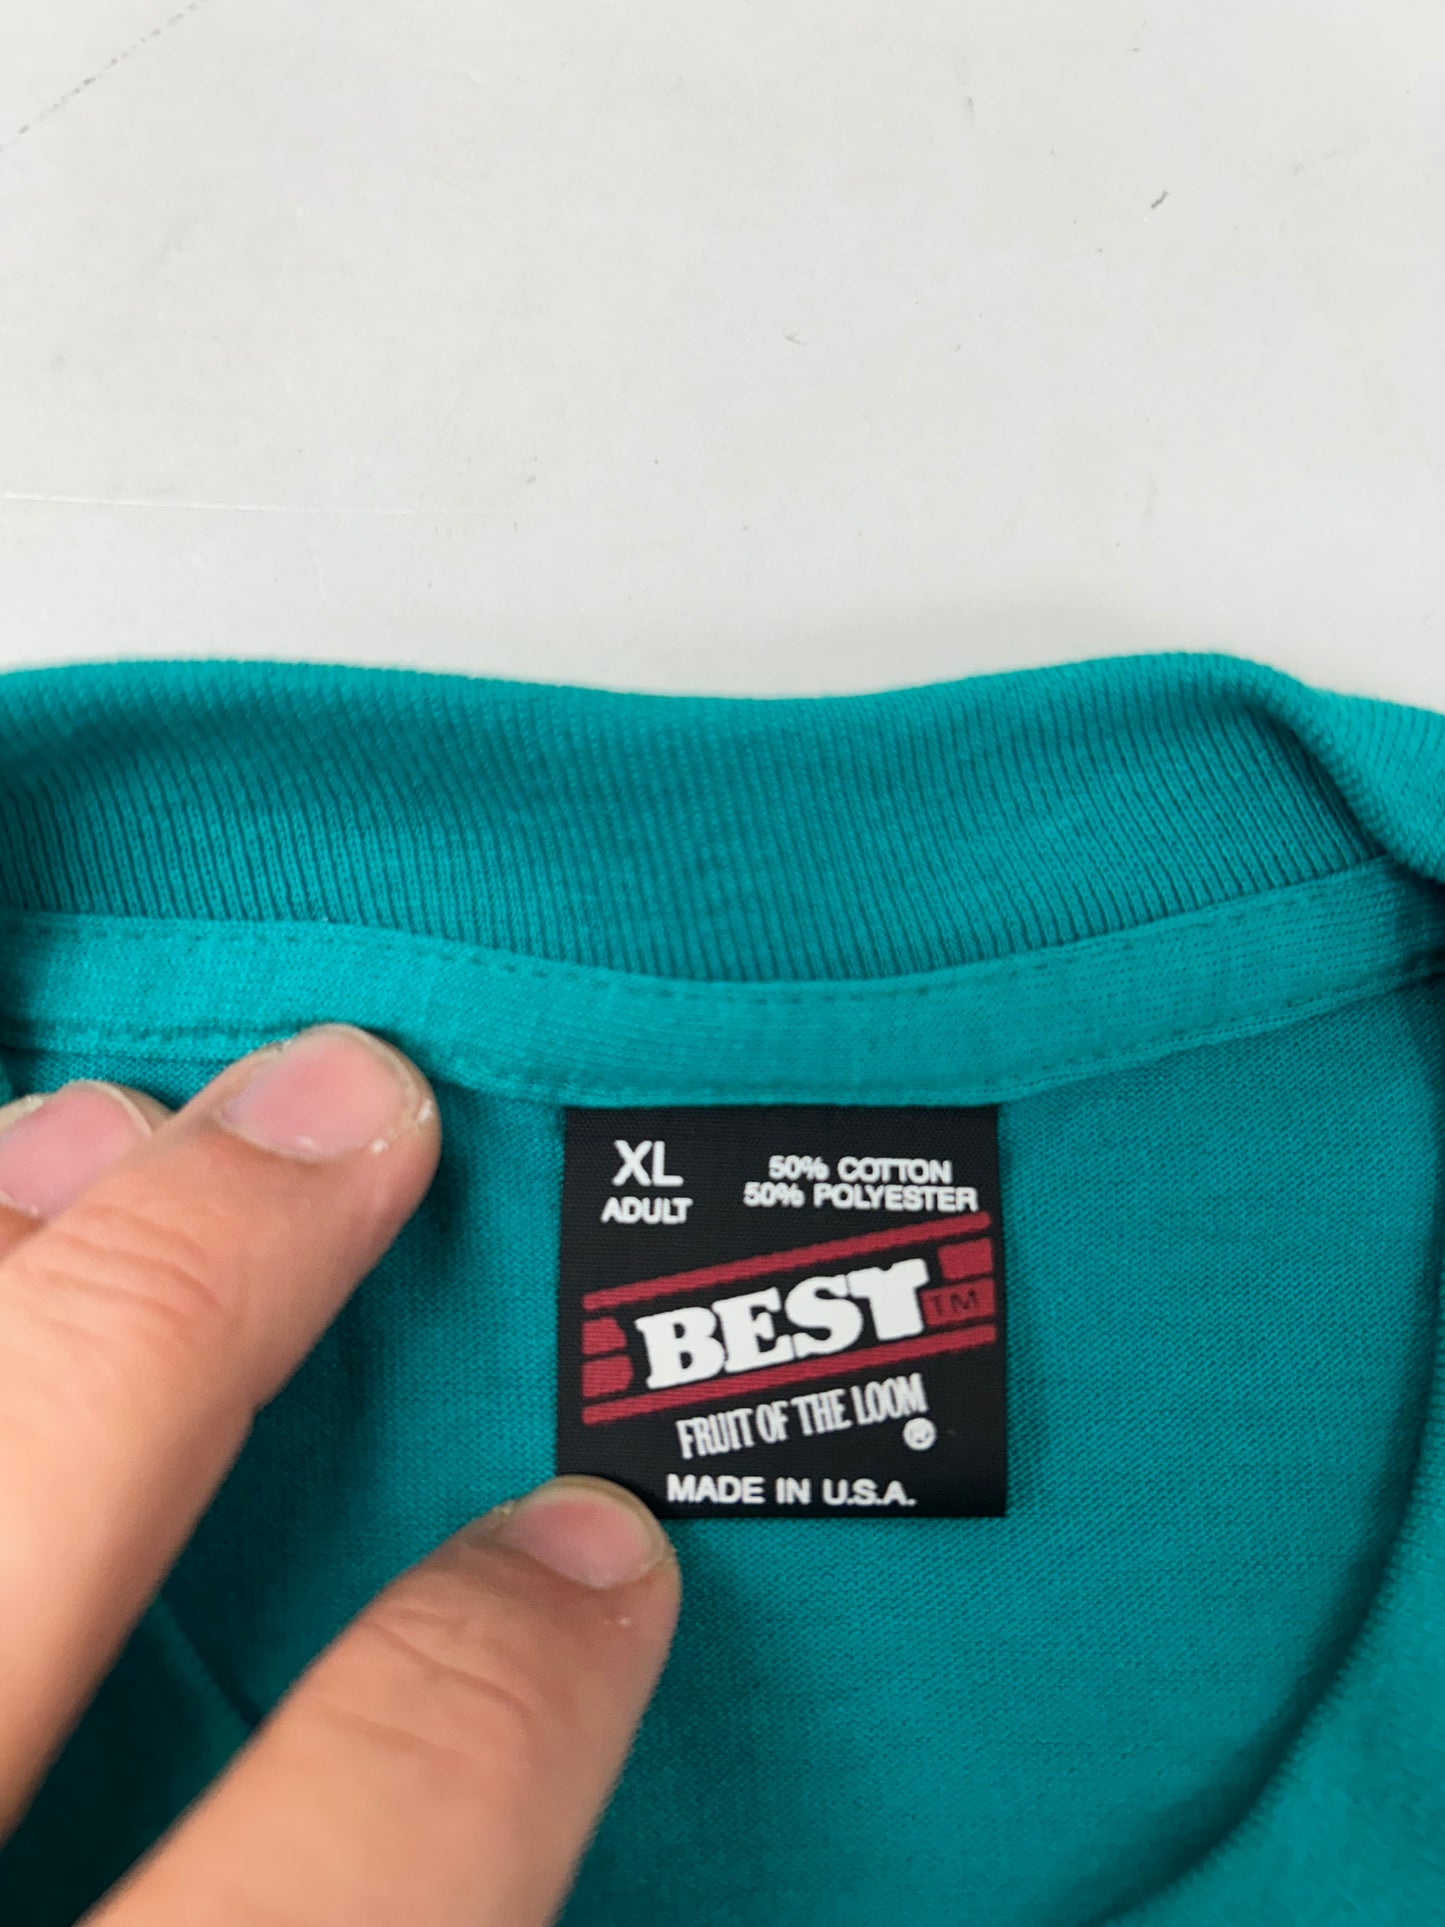 XL
ADULT
50% COTTON
50% POLYESTER
BEST TM
FRUIT OF THE LOOM
®
MADE IN U.S.A.